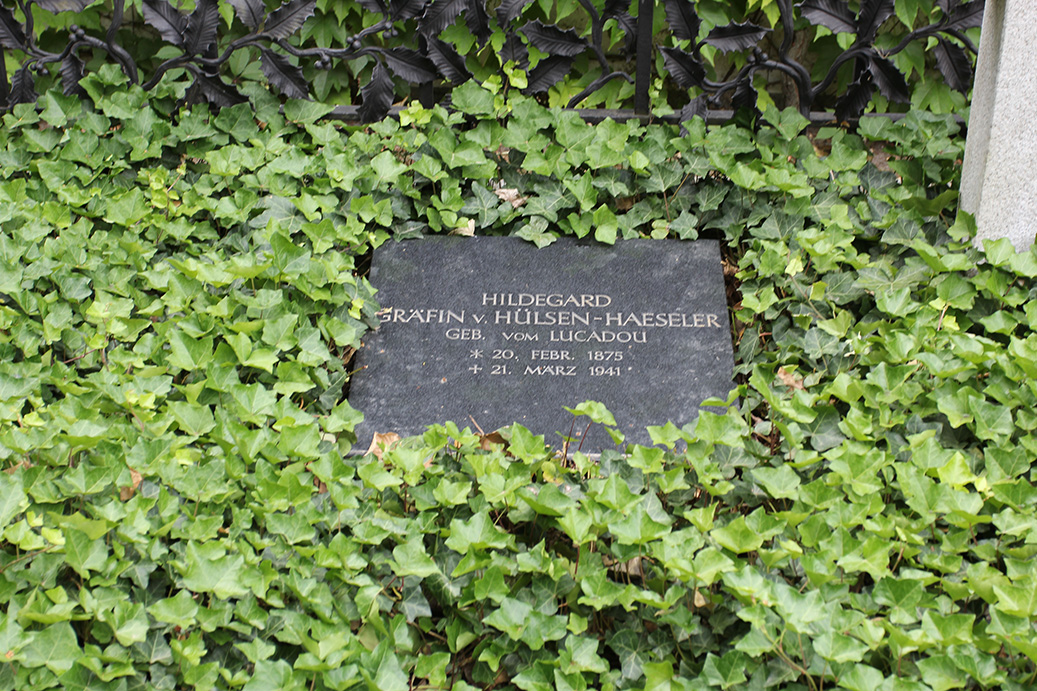 HILDEGARD
GRÄFIN v. HÜLSEN-HAESELER
GEB. VOM LUCADOU
* 20. FEBR. 1875
+ 21. MÄRZ 1941